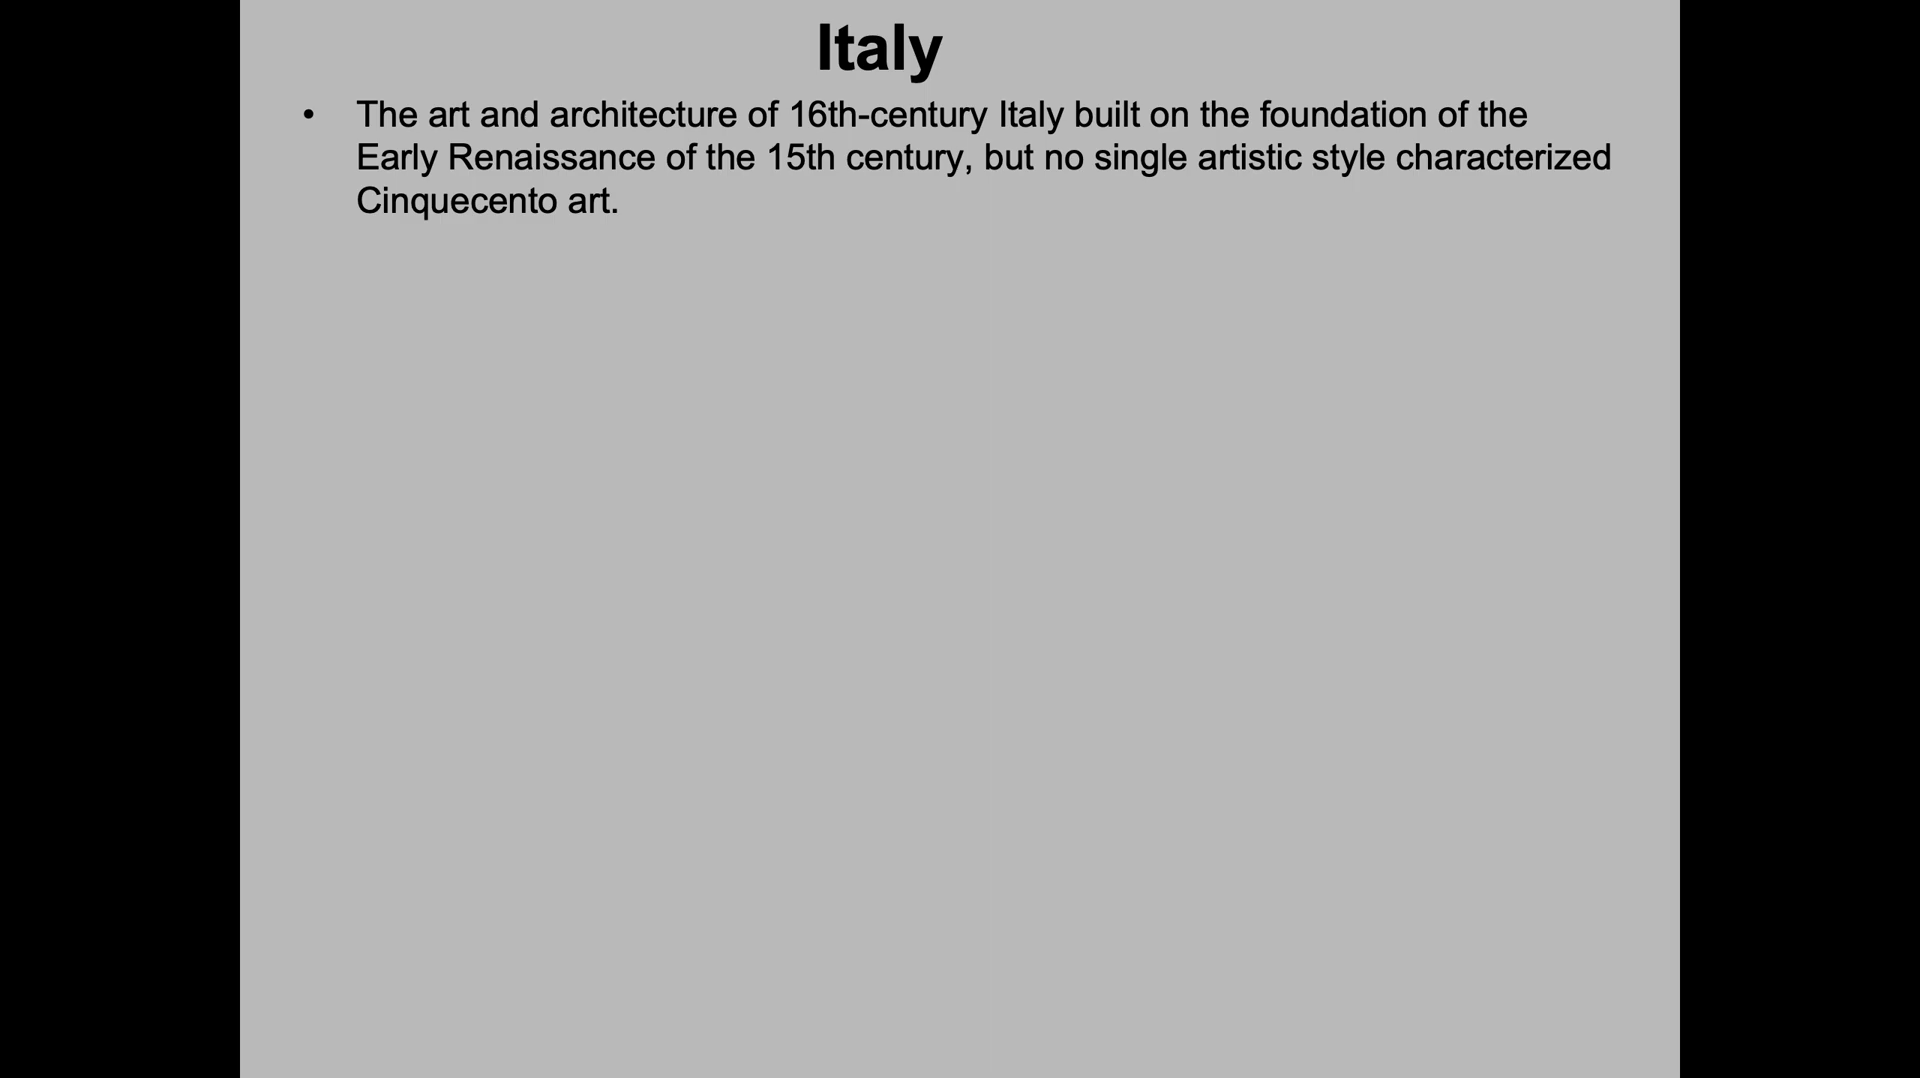 Italy
• The art and architecture of 16th-century Italy built on the foundation of the
Early Renaissance of the 15th century, but no single artistic style characterized
Cinquecento art.